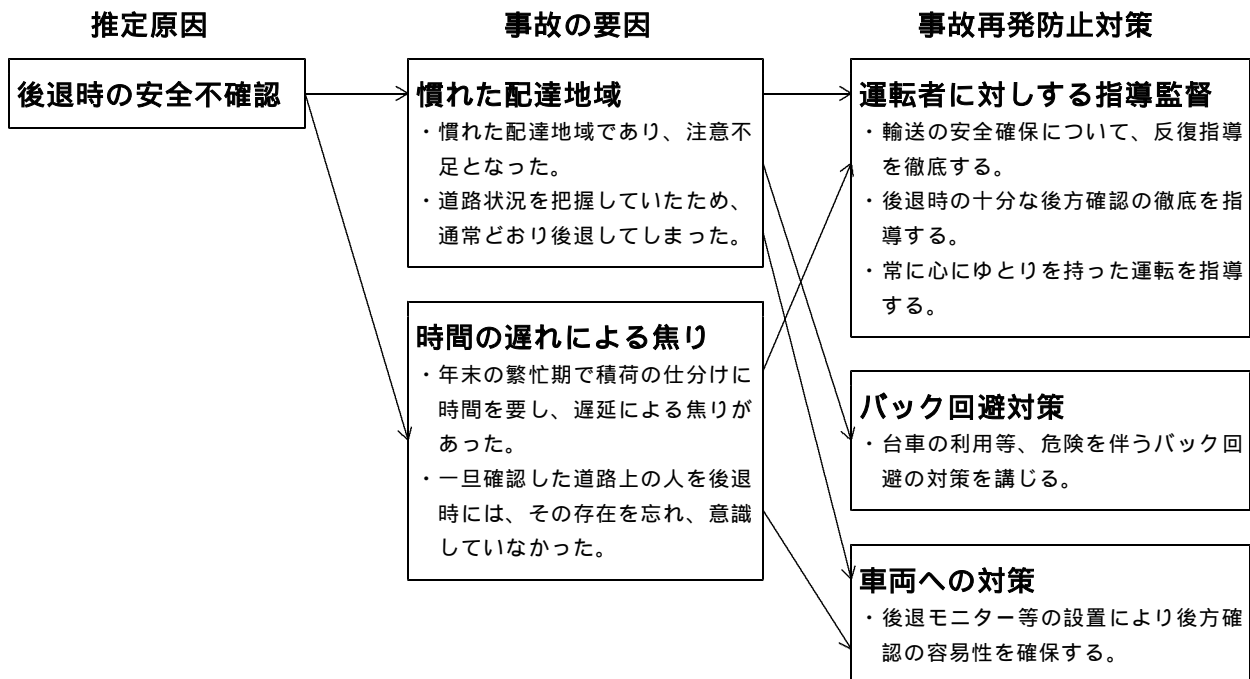 推定原因
事故の要因
事故再発防止対策
後退時の安全不確認
慣れた配達地域
・慣れた配達地域であり、注意不
足となった。
・道路状況を把握していたため、
通常どおり後退してしまった。
時間の遅れによる焦り
・年末の繁忙期で積荷の仕分けに
時間を要し、遅延による焦りが
あった。
・一旦確認した道路上の人を後退
時には、その存在を忘れ、意識
していなかった。
運転者に対しする指導監督
・輸送の安全確保について、反復指導
を徹底する。
・後退時の十分な後方確認の徹底を指
導する。
・常に心にゆとりを持った運転を指導
する。
バック回避対策
・台車の利用等、危険を伴うバック回
避の対策を講じる。
車両への対策
・後退モニター等の設置により後方確
認の容易性を確保する。